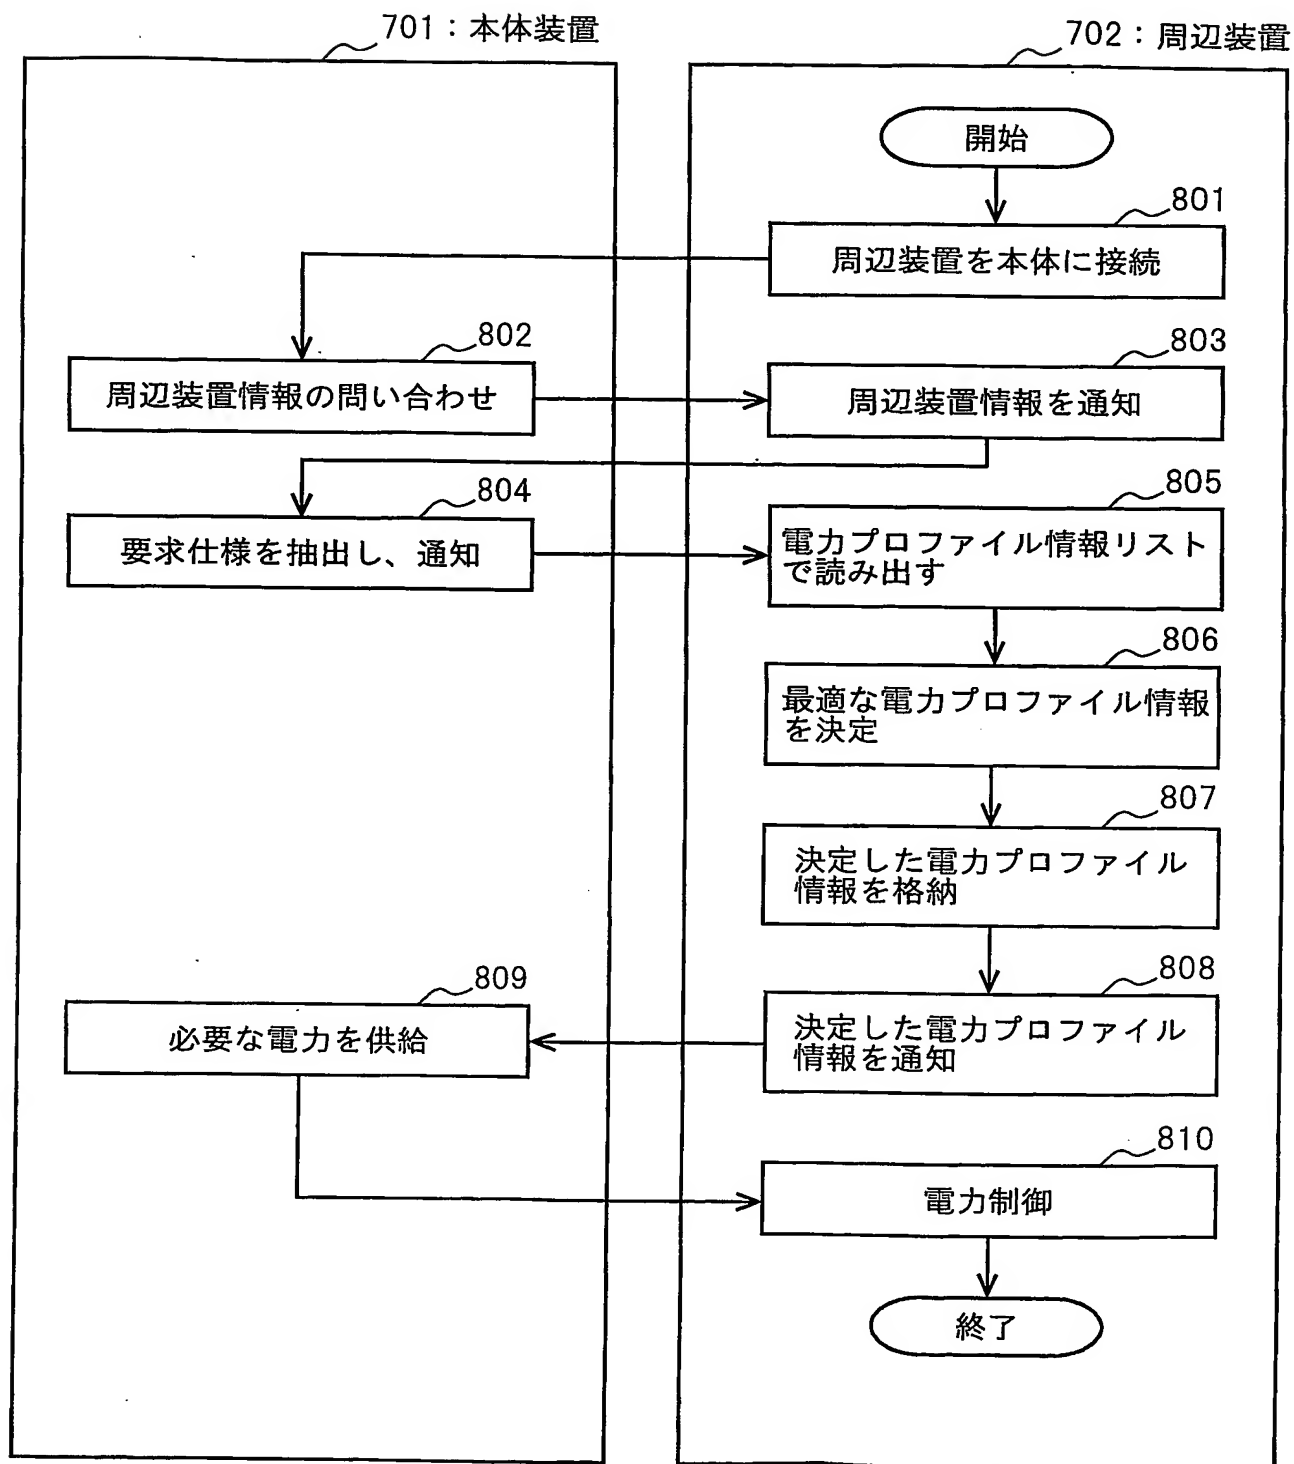 701：本体装置
702：周辺装置
開始
801
周辺装置を本体に接続
802
周辺装置情報の問い合わせ
803
周辺装置情報を通知
804
要求仕様を抽出し、通知
805
電力プロファイル情報リスト
で読み出す
806
最適な電力プロファイル情報
を決定
807
決定した電力プロファイル
情報を格納
808
決定した電力プロファイル
情報を通知
809
必要な電力を供給
810
電力制御
終了